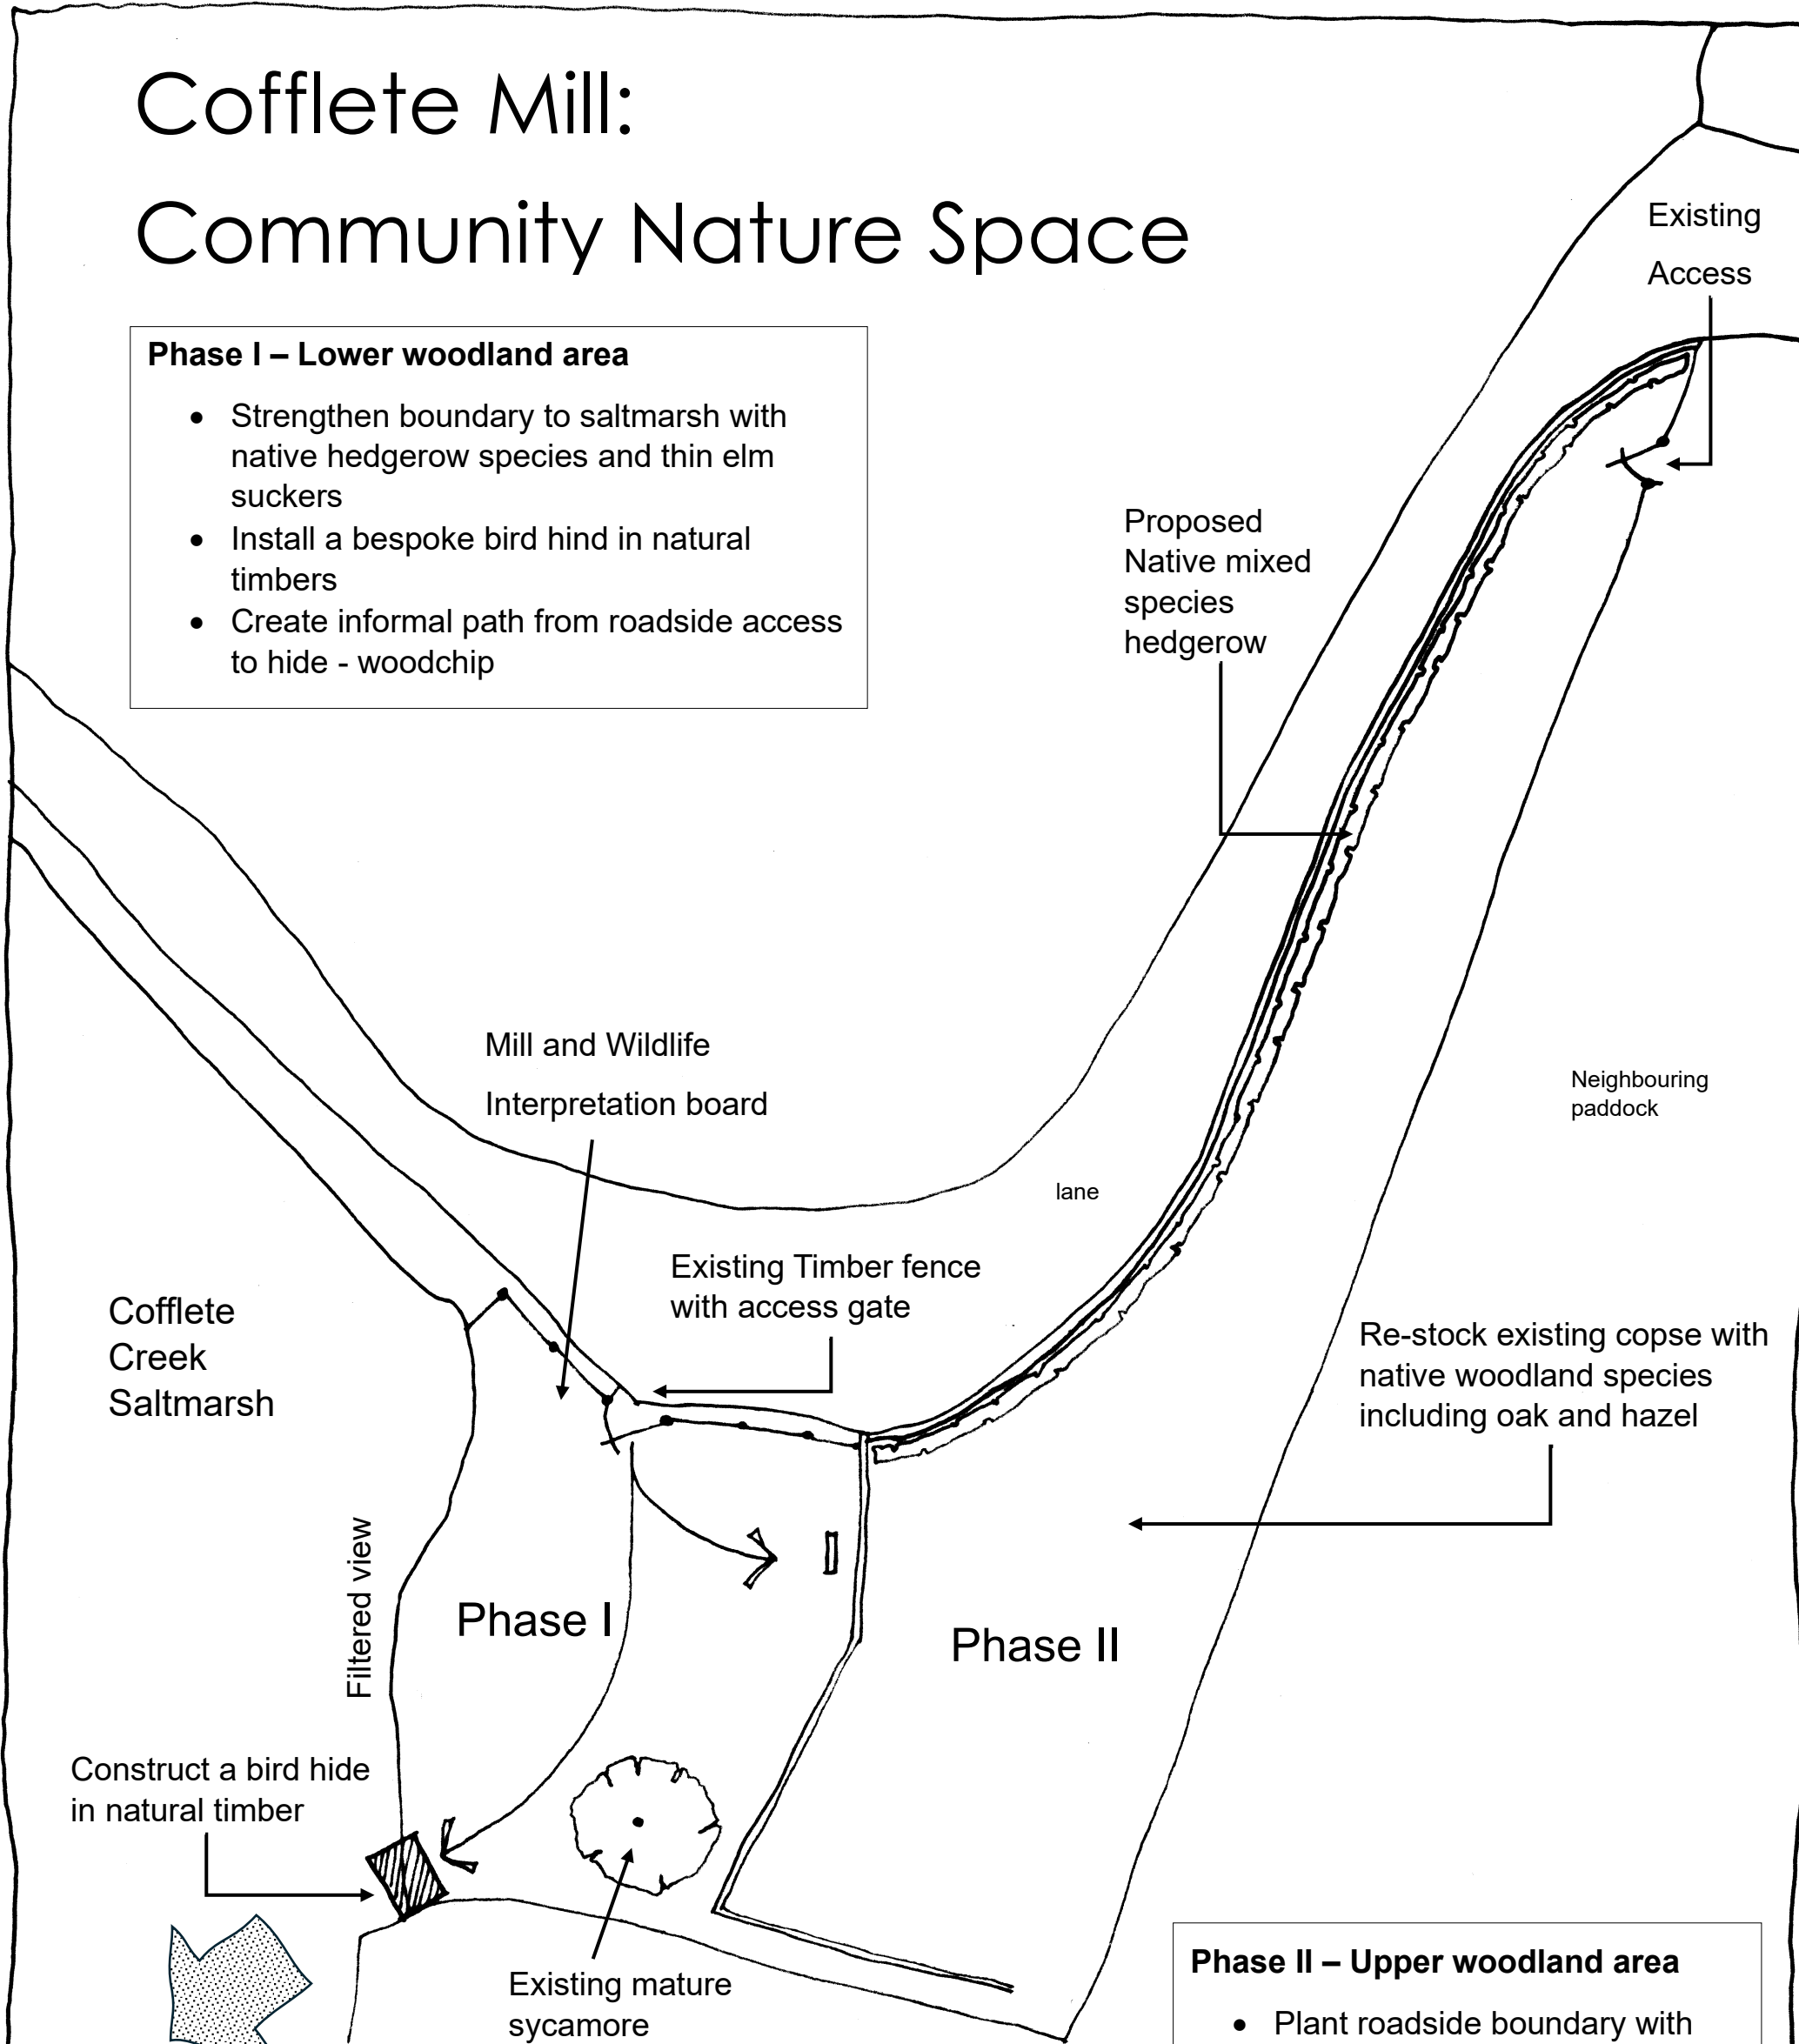 Cofflete Mill:
Community Nature Space
Phase I – Lower woodland area
• Strengthen boundary to saltmarsh with
native hedgerow species and thin elm
suckers
• Install a bespoke bird hind in natural
timbers
• Create informal path from roadside access
to hide - woodchip
Existing
Access
Proposed
Native mixed
species
hedgerow
Mill and Wildlife
Interpretation board
Neighbouring
paddock
lane
Existing Timber fence
with access gate
Cofflete
Creek
Saltmarsh
Re-stock existing copse with
native woodland species
including oak and hazel
Filtered view
Phase I
Phase II
Construct a bird hide
in natural timber
Existing mature
sycamore
Phase II – Upper woodland area
• Plant roadside boundary with